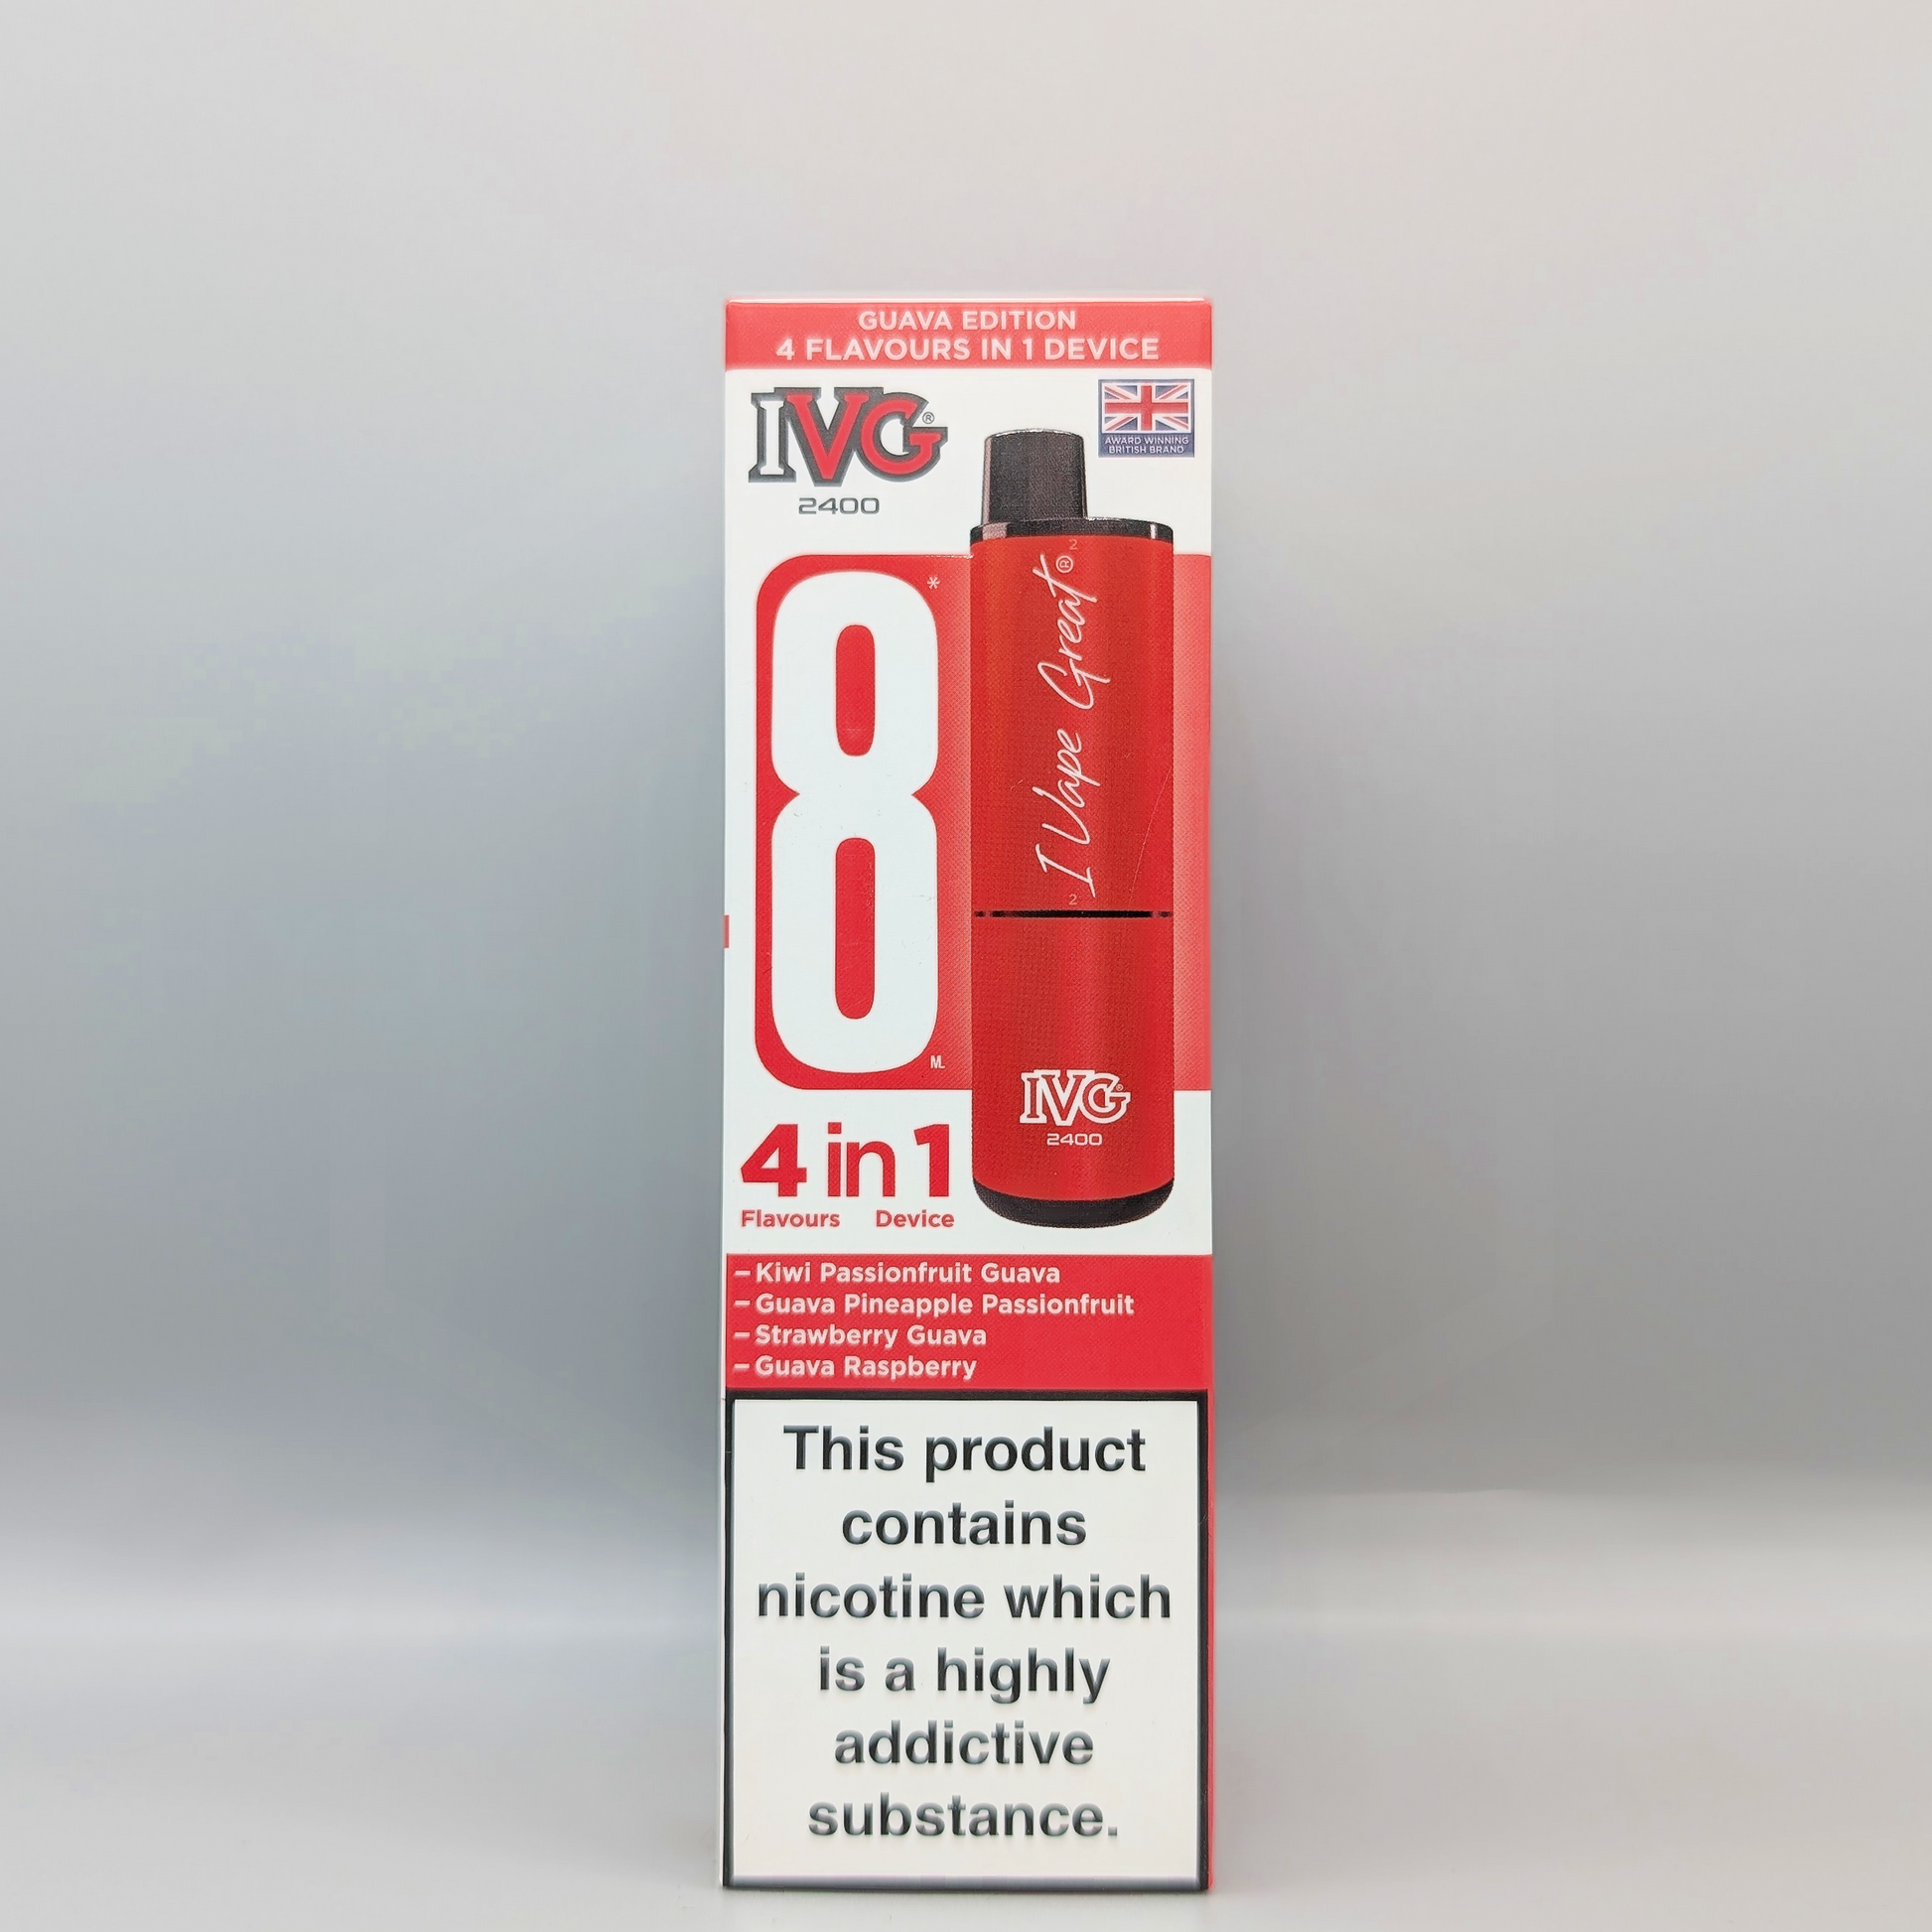 GUAVA EDITION
4 FLAVOURS IN 1 DEVICE
IVG®
2400
AWARD WINNING
BRITISH BRAND
8*
ML
2
I Vape Great®
2
IVG®
2400
4 in 1
Flavours Device
– Kiwi Passionfruit Guava
– Guava Pineapple Passionfruit
– Strawberry Guava
– Guava Raspberry
This product
contains
nicotine which
is a highly
addictive
substance.